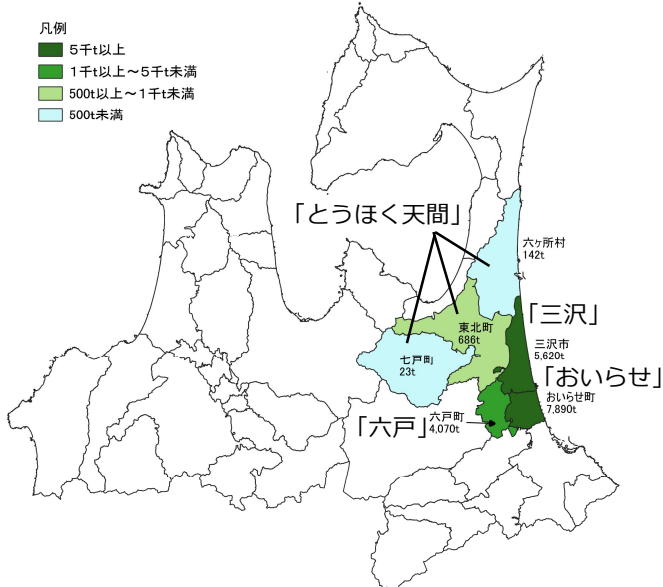 凡例
5千t以上
1千t以上～5千t未満
500t以上～1千t未満
500t未満
「とうほく天間」
六ヶ所村
142t
「三沢」
東北町
686t
三沢市
5,620t
七戸町
23t
「おいらせ」
おいらせ町
7,890t
「六戸」
六戸町
4,070t